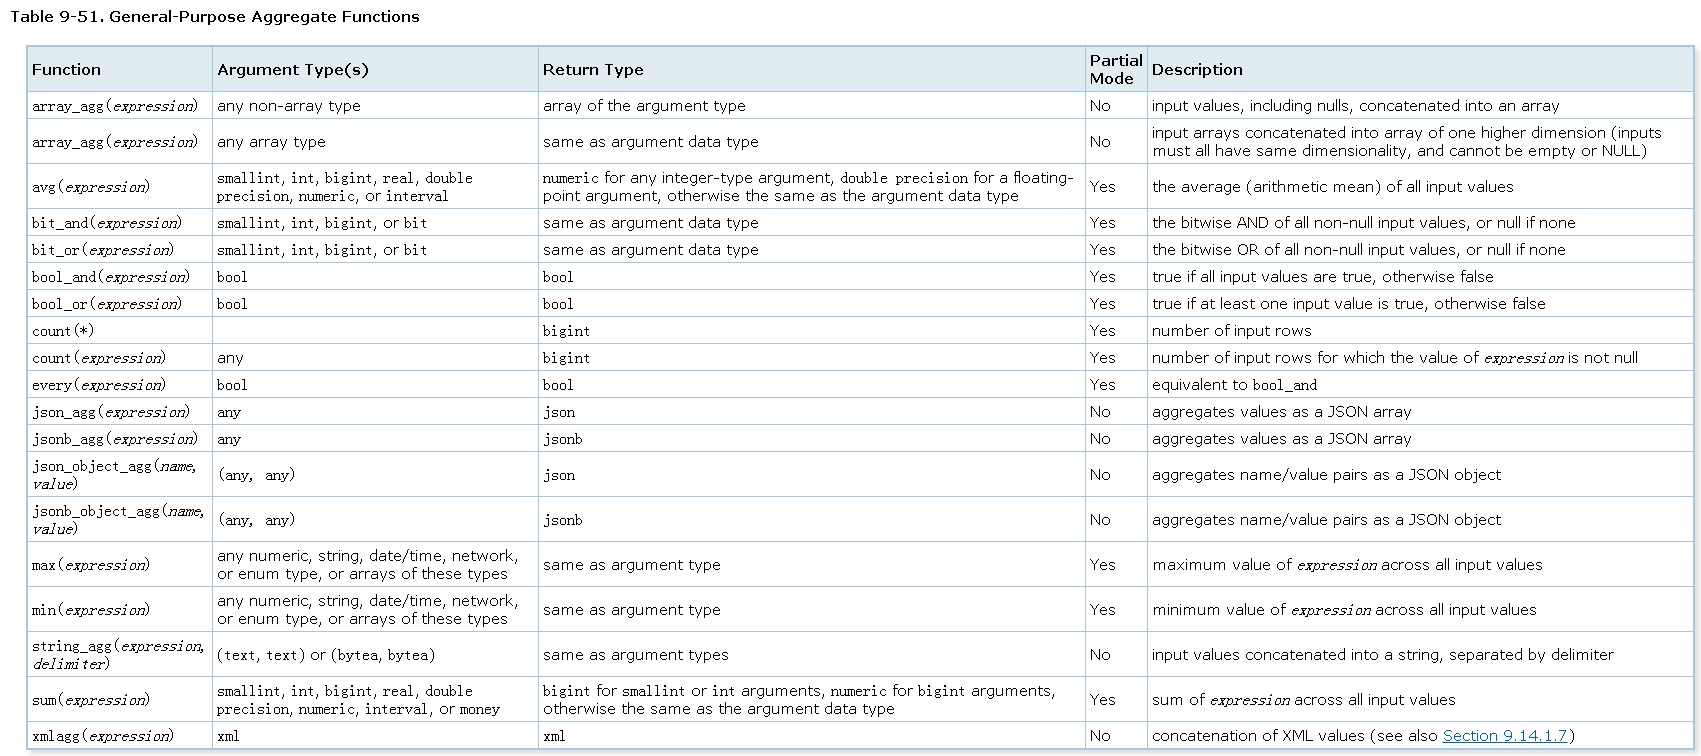 Table 9-51. General-Purpose Aggregate Functions
Function Argument Type(s) Return Type Partial Mode Description
array_agg(expression) any non-array type array of the argument type No input values, including nulls, concatenated into an array
array_agg(expression) any array type same as argument data type No input arrays concatenated into array of one higher dimension (inputs
must all have same dimensionality, and cannot be empty or NULL)
avg(expression) smallint, int, bigint, real, double
precision, numeric, or interval numeric for any integer-type argument, double precision for a floating-
point argument, otherwise the same as the argument data type Yes the average (arithmetic mean) of all input values
bit_and(expression) smallint, int, bigint, or bit same as argument data type Yes the bitwise AND of all non-null input values, or null if none
bit_or(expression) smallint, int, bigint, or bit same as argument data type Yes the bitwise OR of all non-null input values, or null if none
bool_and(expression) bool bool Yes true if all input values are true, otherwise false
bool_or(expression) bool bool Yes true if at least one input value is true, otherwise false
count(*) bigint Yes number of input rows
count(expression) any bigint Yes number of input rows for which the value of expression is not null
every(expression) bool bool Yes equivalent to bool_and
json_agg(expression) any json No aggregates values as a JSON array
jsonb_agg(expression) any jsonb No aggregates values as a JSON array
json_object_agg(name,
value) (any, any) json No aggregates name/value pairs as a JSON object
jsonb_object_agg(name,
value) (any, any) jsonb No aggregates name/value pairs as a JSON object
max(expression) any numeric, string, date/time, network,
or enum type, or arrays of these types same as argument type Yes maximum value of expression across all input values
min(expression) any numeric, string, date/time, network,
or enum type, or arrays of these types same as argument type Yes minimum value of expression across all input values
string_agg(expression,
delimiter) (text, text) or (bytea, bytea) same as argument types No input values concatenated into a string, separated by delimiter
sum(expression) smallint, int, bigint, real, double
precision, numeric, interval, or money bigint for smallint or int arguments, numeric for bigint arguments,
otherwise the same as the argument data type Yes sum of expression across all input values
xmlagg(expression) xml xml No concatenation of XML values (see also Section 9.14.1.7)